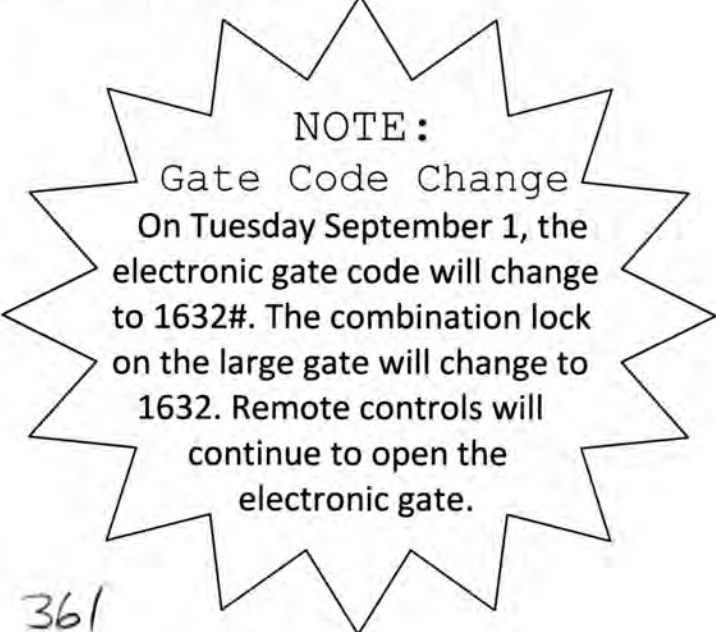 NOTE:
Gate Code Change
On Tuesday September 1, the
electronic gate code will change
to 1632#. The combination lock
on the large gate will change to
1632. Remote controls will
continue to open the
electronic gate.
361